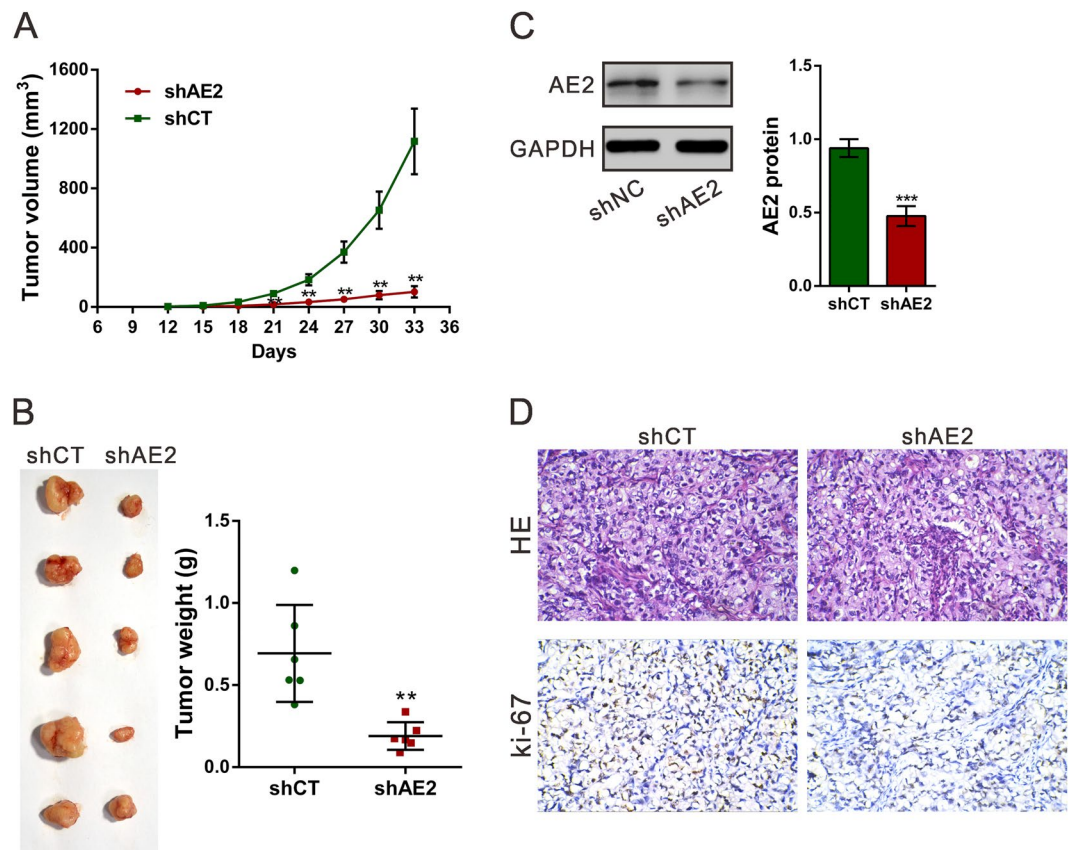 A
Tumor volume (mm³)
1600
1200
800
400
0
shAE2
shCT
**
**
**
**
**
6 9 12 15 18 21 24 27 30 33 36
Days
C
AE2
GAPDH
shNC shAE2
AE2 protein
1.5
1.0
0.5
0.0
***
shCT shAE2
B
shCT shAE2
Tumor weight (g)
1.5
1.0
0.5
0.0
**
shCT shAE2
D
shCT shAE2
HE
ki-67